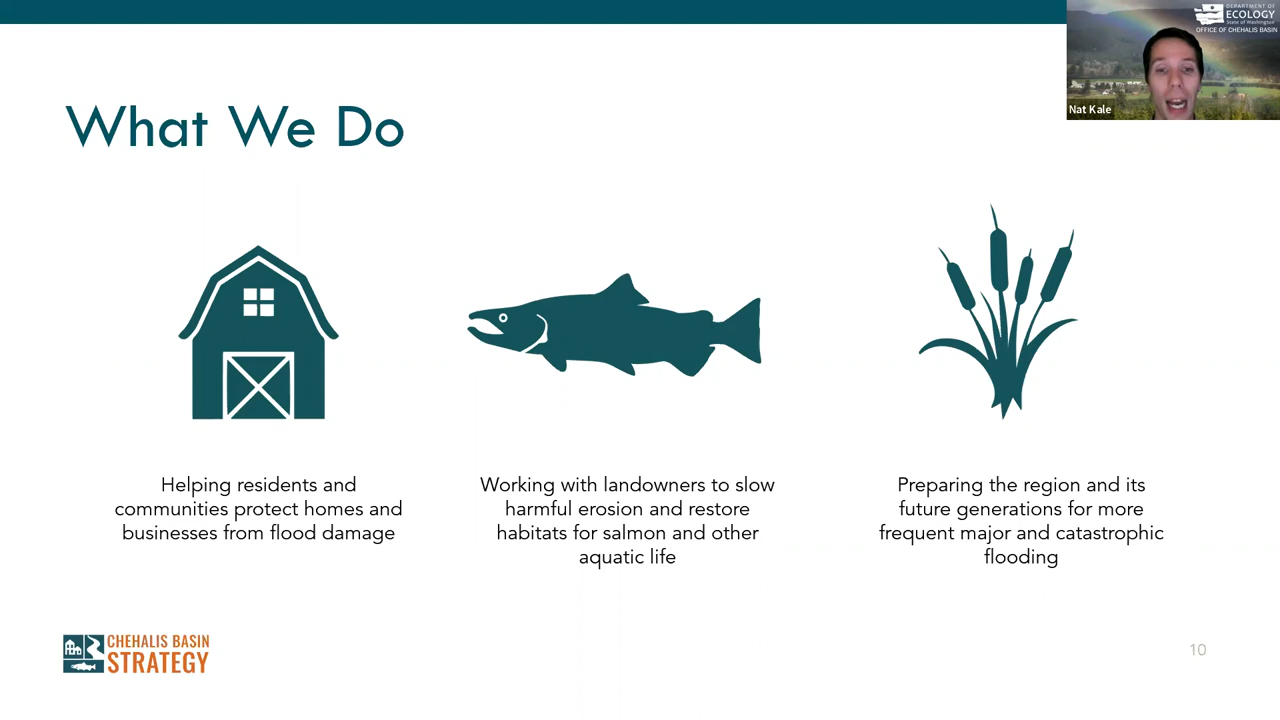 DEPARTMENT OF
ECOLOGY
State of Washington
OFFICE OF CHEHALIS BASIN
Nat Kale
What We Do
Helping residents and
communities protect homes and
businesses from flood damage
Working with landowners to slow
harmful erosion and restore
habitats for salmon and other
aquatic life
Preparing the region and its
future generations for more
frequent major and catastrophic
flooding
CHEHALIS BASIN
STRATEGY
10